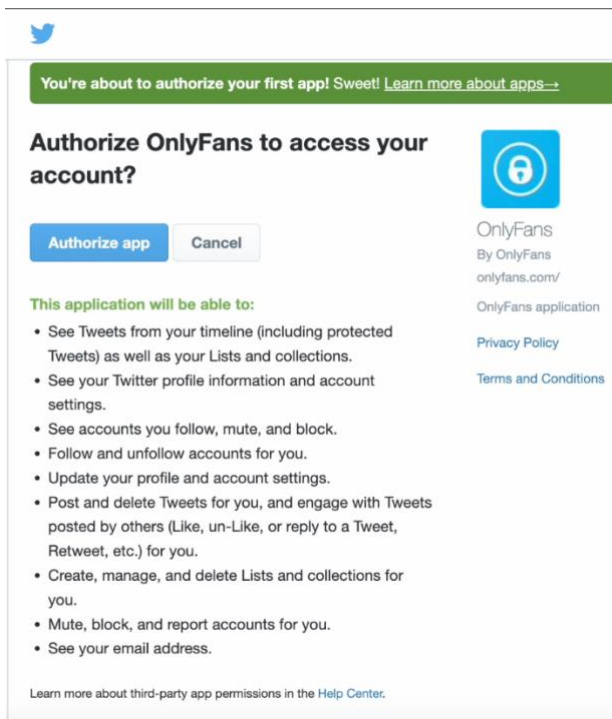 You're about to authorize your first app! Sweet! Learn more about apps→
Authorize OnlyFans to access your
account?
Authorize app
Cancel
This application will be able to:
• See Tweets from your timeline (including protected
Tweets) as well as your Lists and collections.
• See your Twitter profile information and account
settings.
• See accounts you follow, mute, and block.
• Follow and unfollow accounts for you.
• Update your profile and account settings.
• Post and delete Tweets for you, and engage with Tweets
posted by others (Like, un-Like, or reply to a Tweet,
Retweet, etc.) for you.
• Create, manage, and delete Lists and collections for
you.
• Mute, block, and report accounts for you.
• See your email address.
Learn more about third-party app permissions in the Help Center.
OnlyFans
By OnlyFans
onlyfans.com/
OnlyFans application
Privacy Policy
Terms and Conditions